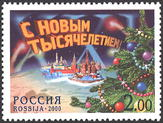 С НОВЫМ
ТЫСЯЧЕЛЕТИЕМ!
РОССИЯ
ROSSIJA • 2000
2.00